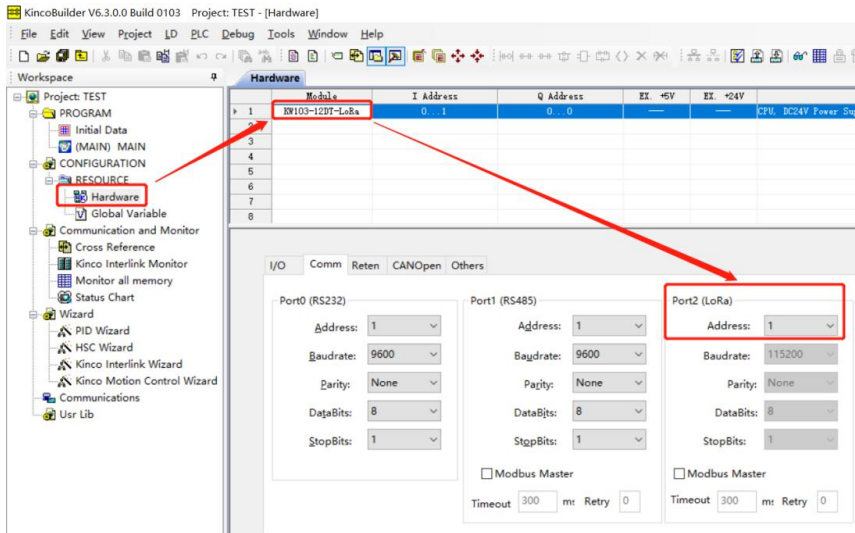 KincoBuilder V6.3.0.0 Build 0103 Project: TEST - [Hardware]
File Edit View Project LD PLC Debug Tools Window Help
Workspace
Project: TEST
PROGRAM
Initial Data
(MAIN) MAIN
CONFIGURATION
RESOURCE
Hardware
Global Variable
Communication and Monitor
Cross Reference
Kinco Interlink Monitor
Monitor all memory
Status Chart
Wizard
PID Wizard
HSC Wizard
Kinco Interlink Wizard
Kinco Motion Control Wizard
Communications
Usr Lib
Hardware
Module I Address Q Address EX. +5V EX. +24V
1 KW103-12DT-LoRa 0...1 0...0 — — CPU, DC24V Power Su
3
4
5
6
7
8
I/O Comm Reten CANOpen Others
Port0 (RS232)
Address: 1
Baudrate: 9600
Parity: None
DataBits: 8
StopBits: 1
Port1 (RS485)
Address: 1
Baudrate: 9600
Parity: None
DataBits: 8
StopBits: 1
Modbus Master
Timeout 300 ms Retry 0
Port2 (LoRa)
Address: 1
Baudrate: 115200
Parity: None
DataBits: 8
StopBits: 1
Modbus Master
Timeout 300 ms Retry 0